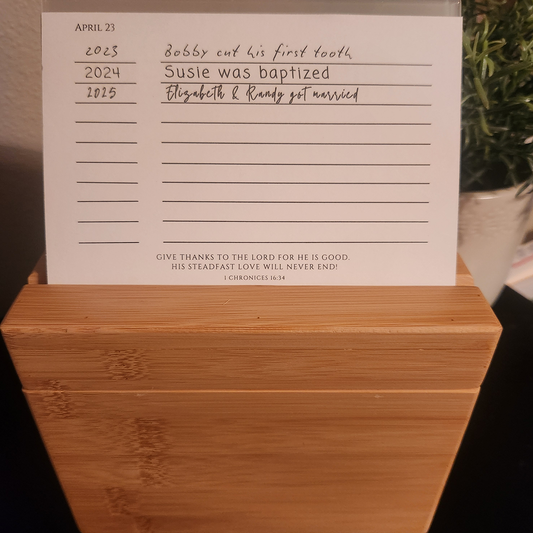 APRIL 23
2023 Bobby cut his first tooth
2024 Susie was baptized
2025 Elizabeth & Randy got married
GIVE THANKS TO THE LORD FOR HE IS GOOD.
HIS STEADFAST LOVE WILL NEVER END!
1 CHRONICES 16:34